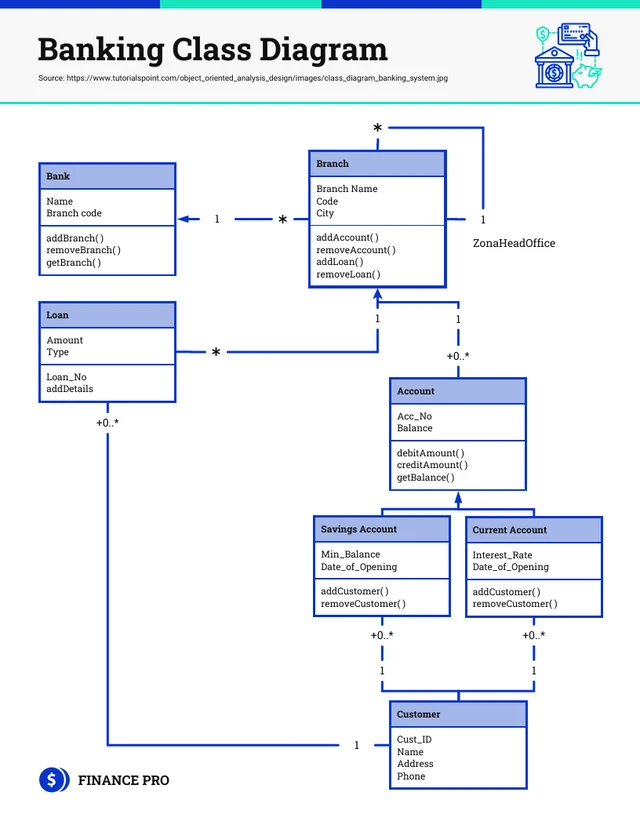 Banking Class Diagram
Source: https://www.tutorialspoint.com/object_oriented_analysis_design/images/class_diagram_banking_system.jpg
*
Bank
Name
Branch code
addBranch( )
removeBranch( )
getBranch( )
1
*
Branch
Branch Name
Code
City
addAccount( )
removeAccount( )
addLoan( )
removeLoan( )
1
ZonaHeadOffice
Loan
Amount
Type
Loan_No
addDetails
*
1
1
+0..*
+0..*
Account
Acc_No
Balance
debitAmount( )
creditAmount( )
getBalance( )
Savings Account
Min_Balance
Date_of_Opening
addCustomer( )
removeCustomer( )
Current Account
Interest_Rate
Date_of_Opening
addCustomer( )
removeCustomer( )
+0..*
+0..*
1
1
Customer
Cust_ID
Name
Address
Phone
1
$ FINANCE PRO